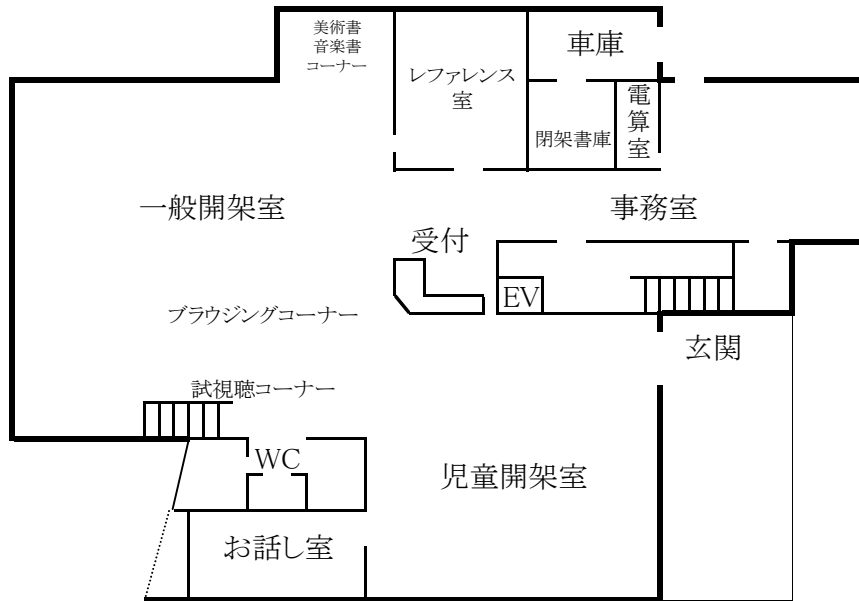 美術書
音楽書
コーナー
レファレンス
室
車庫
電
算
室
閉架書庫
一般開架室
事務室
受付
EV
ブラウジングコーナー
玄関
試視聴コーナー
WC
児童開架室
お話し室